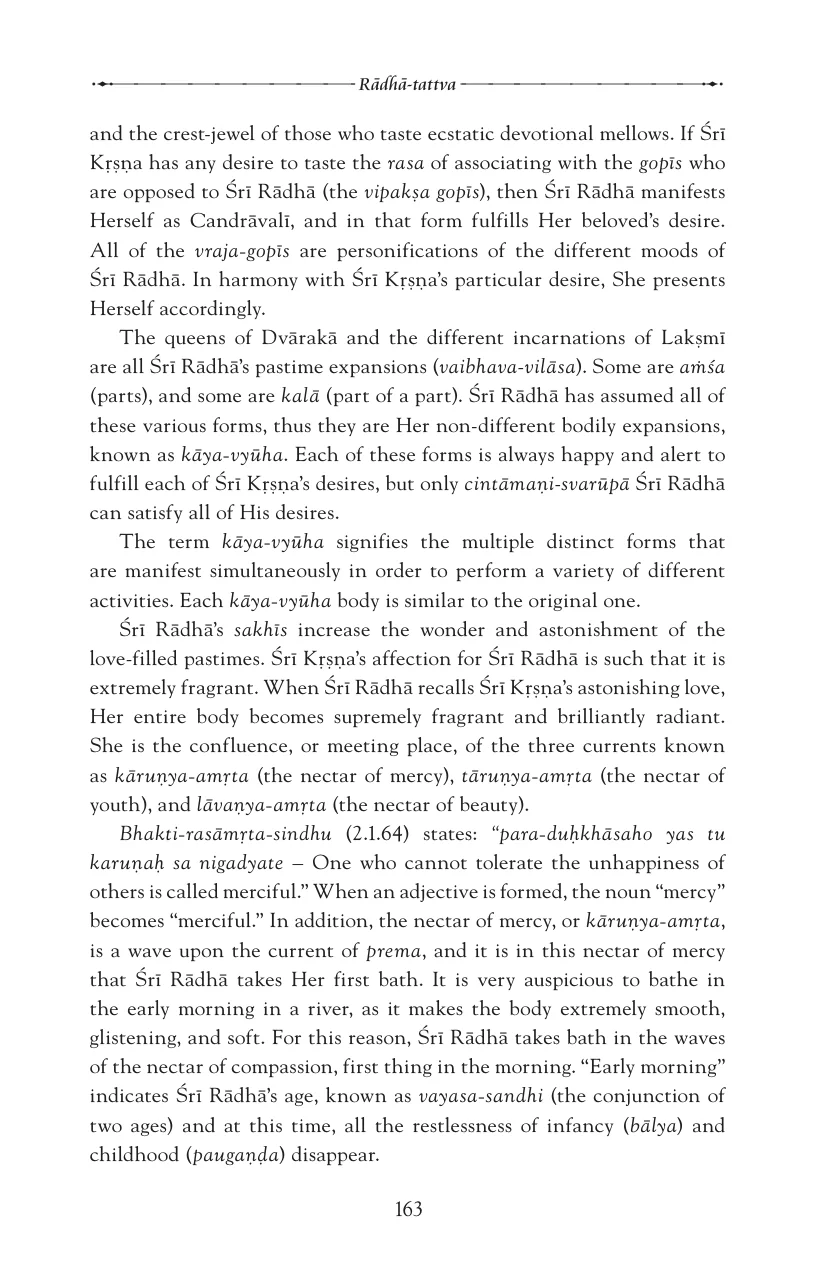 Rādhā-tattva
and the crest-jewel of those who taste ecstatic devotional mellows. If Śrī
Kṛṣṇa has any desire to taste the rasa of associating with the gopīs who
are opposed to Śrī Rādhā (the vipakṣa gopīs), then Śrī Rādhā manifests
Herself as Candrāvalī, and in that form fulfills Her beloved’s desire.
All of the vraja-gopīs are personifications of the different moods of
Śrī Rādhā. In harmony with Śrī Kṛṣṇa’s particular desire, She presents
Herself accordingly.
The queens of Dvārakā and the different incarnations of Lakṣmī
are all Śrī Rādhā’s pastime expansions (vaibhava-vilāsa). Some are aṁśa
(parts), and some are kalā (part of a part). Śrī Rādhā has assumed all of
these various forms, thus they are Her non-different bodily expansions,
known as kāya-vyūha. Each of these forms is always happy and alert to
fulfill each of Śrī Kṛṣṇa’s desires, but only cintāmaṇi-svarūpā Śrī Rādhā
can satisfy all of His desires.
The term kāya-vyūha signifies the multiple distinct forms that
are manifest simultaneously in order to perform a variety of different
activities. Each kāya-vyūha body is similar to the original one.
Śrī Rādhā’s sakhīs increase the wonder and astonishment of the
love-filled pastimes. Śrī Kṛṣṇa’s affection for Śrī Rādhā is such that it is
extremely fragrant. When Śrī Rādhā recalls Śrī Kṛṣṇa’s astonishing love,
Her entire body becomes supremely fragrant and brilliantly radiant.
She is the confluence, or meeting place, of the three currents known
as kāruṇya-amṛta (the nectar of mercy), tāruṇya-amṛta (the nectar of
youth), and lāvaṇya-amṛta (the nectar of beauty).
Bhakti-rasāmṛta-sindhu (2.1.64) states: “para-duḥkhāsaho yas tu
karuṇaḥ sa nigadyate – One who cannot tolerate the unhappiness of
others is called merciful.” When an adjective is formed, the noun “mercy”
becomes “merciful.” In addition, the nectar of mercy, or kāruṇya-amṛta,
is a wave upon the current of prema, and it is in this nectar of mercy
that Śrī Rādhā takes Her first bath. It is very auspicious to bathe in
the early morning in a river, as it makes the body extremely smooth,
glistening, and soft. For this reason, Śrī Rādhā takes bath in the waves
of the nectar of compassion, first thing in the morning. “Early morning”
indicates Śrī Rādhā’s age, known as vayasa-sandhi (the conjunction of
two ages) and at this time, all the restlessness of infancy (bālya) and
childhood (paugaṇḍa) disappear.
163